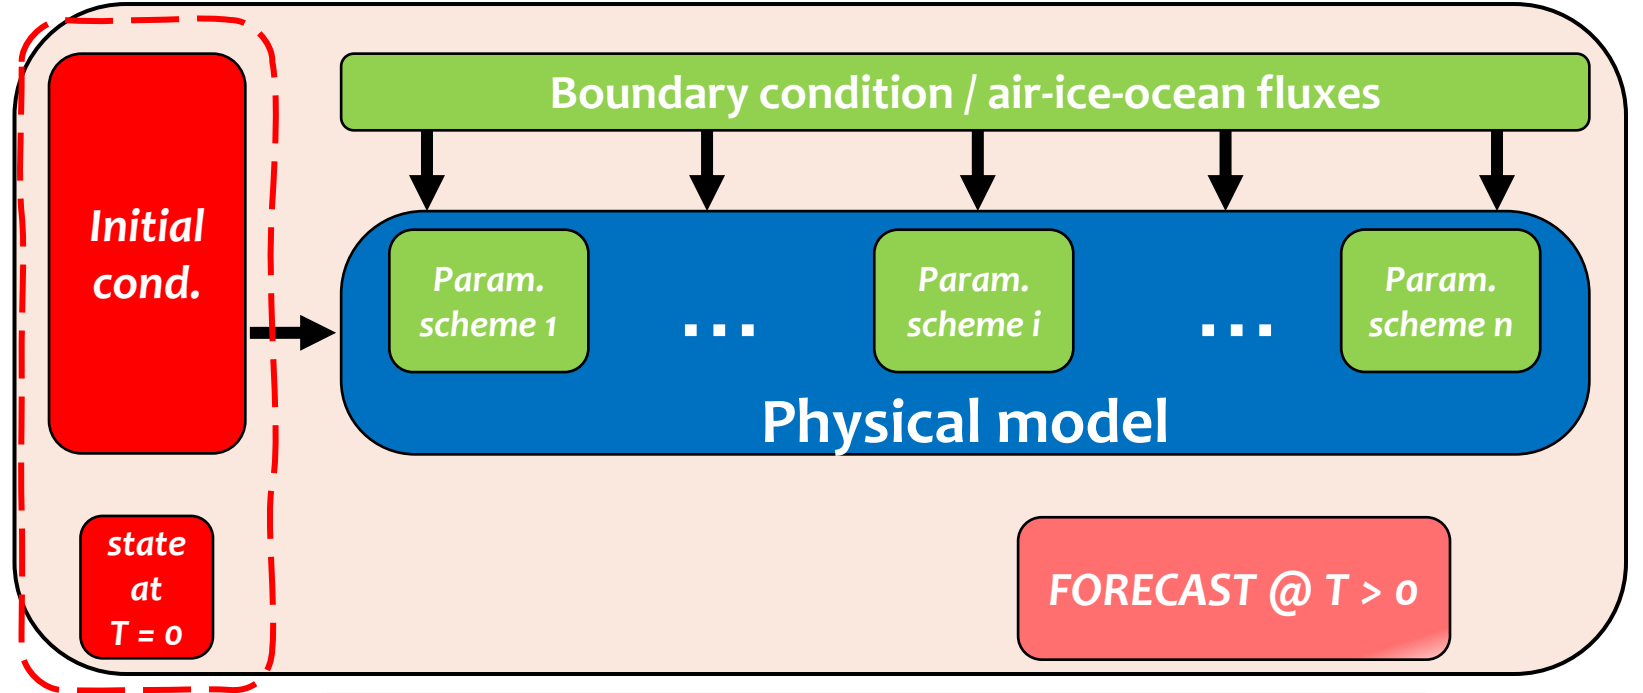 Boundary condition / air-ice-ocean fluxes
Initial
cond.
Param.
scheme 1
...
Param.
scheme i
...
Param.
scheme n
Physical model
state
at
T = 0
FORECAST @ T > 0